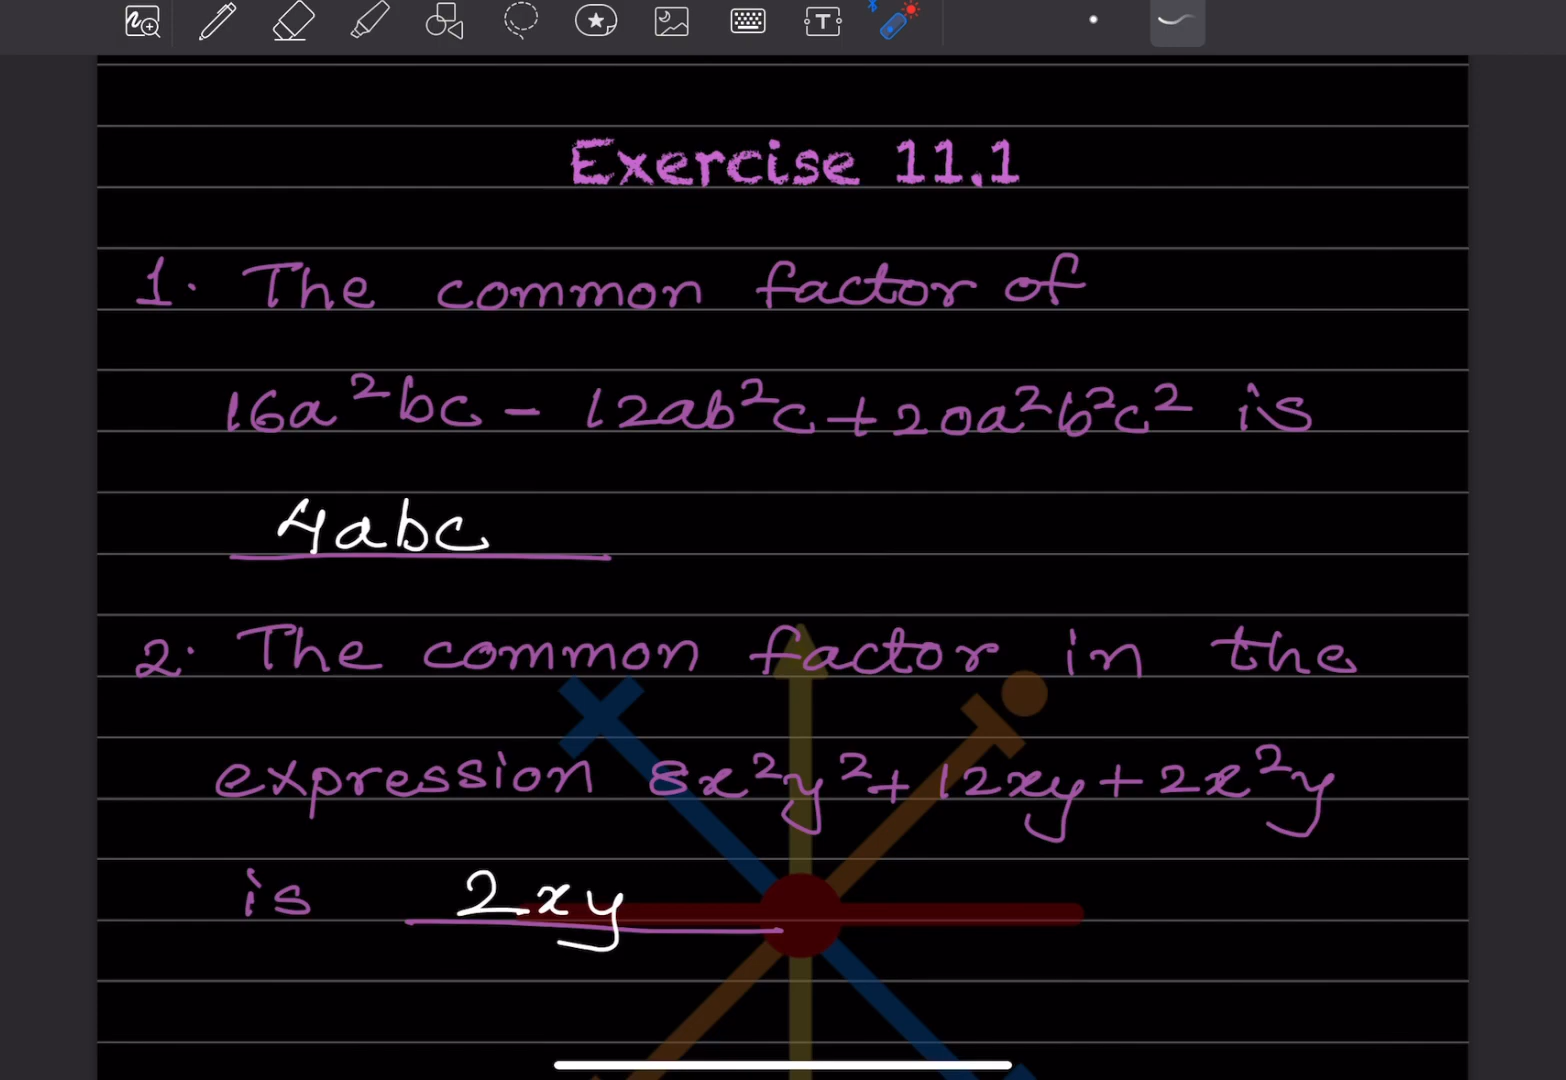 Exercise 11.1
1. The common factor of
16a²bc - 12ab²c + 20a²b²c² is
4abc
2. The common factor in the
expression 8x²y² + 12xy + 2x²y
is 2xy